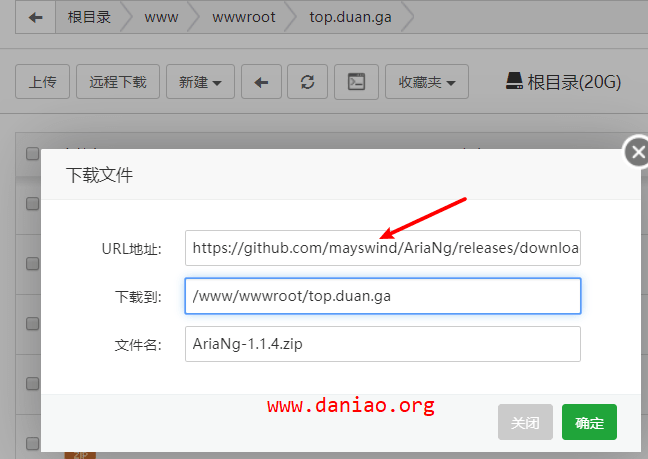 根目录 www wwwroot top.duan.ga
上传 远程下载 新建 收藏夹 根目录(20G)
下载文件
URL地址: https://github.com/mayswind/AriaNg/releases/downloa
下载到: /www/wwwroot/top.duan.ga
文件名: AriaNg-1.1.4.zip
www.daniao.org
关闭 确定
ZIP